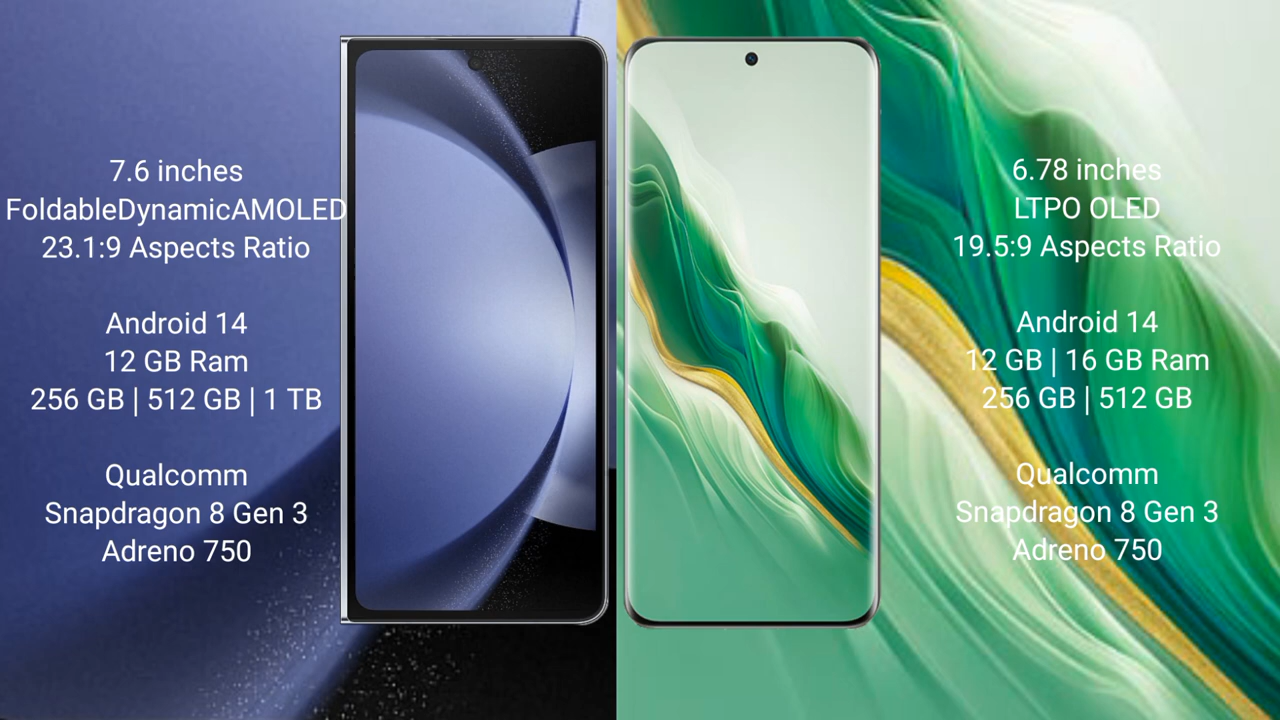 7.6 inches
FoldableDynamicAMOLED
23.1:9 Aspects Ratio
Android 14
12 GB Ram
256 GB | 512 GB | 1 TB
Qualcomm
Snapdragon 8 Gen 3
Adreno 750
6.78 inches
LTPO OLED
19.5:9 Aspects Ratio
Android 14
12 GB | 16 GB Ram
256 GB | 512 GB
Qualcomm
Snapdragon 8 Gen 3
Adreno 750